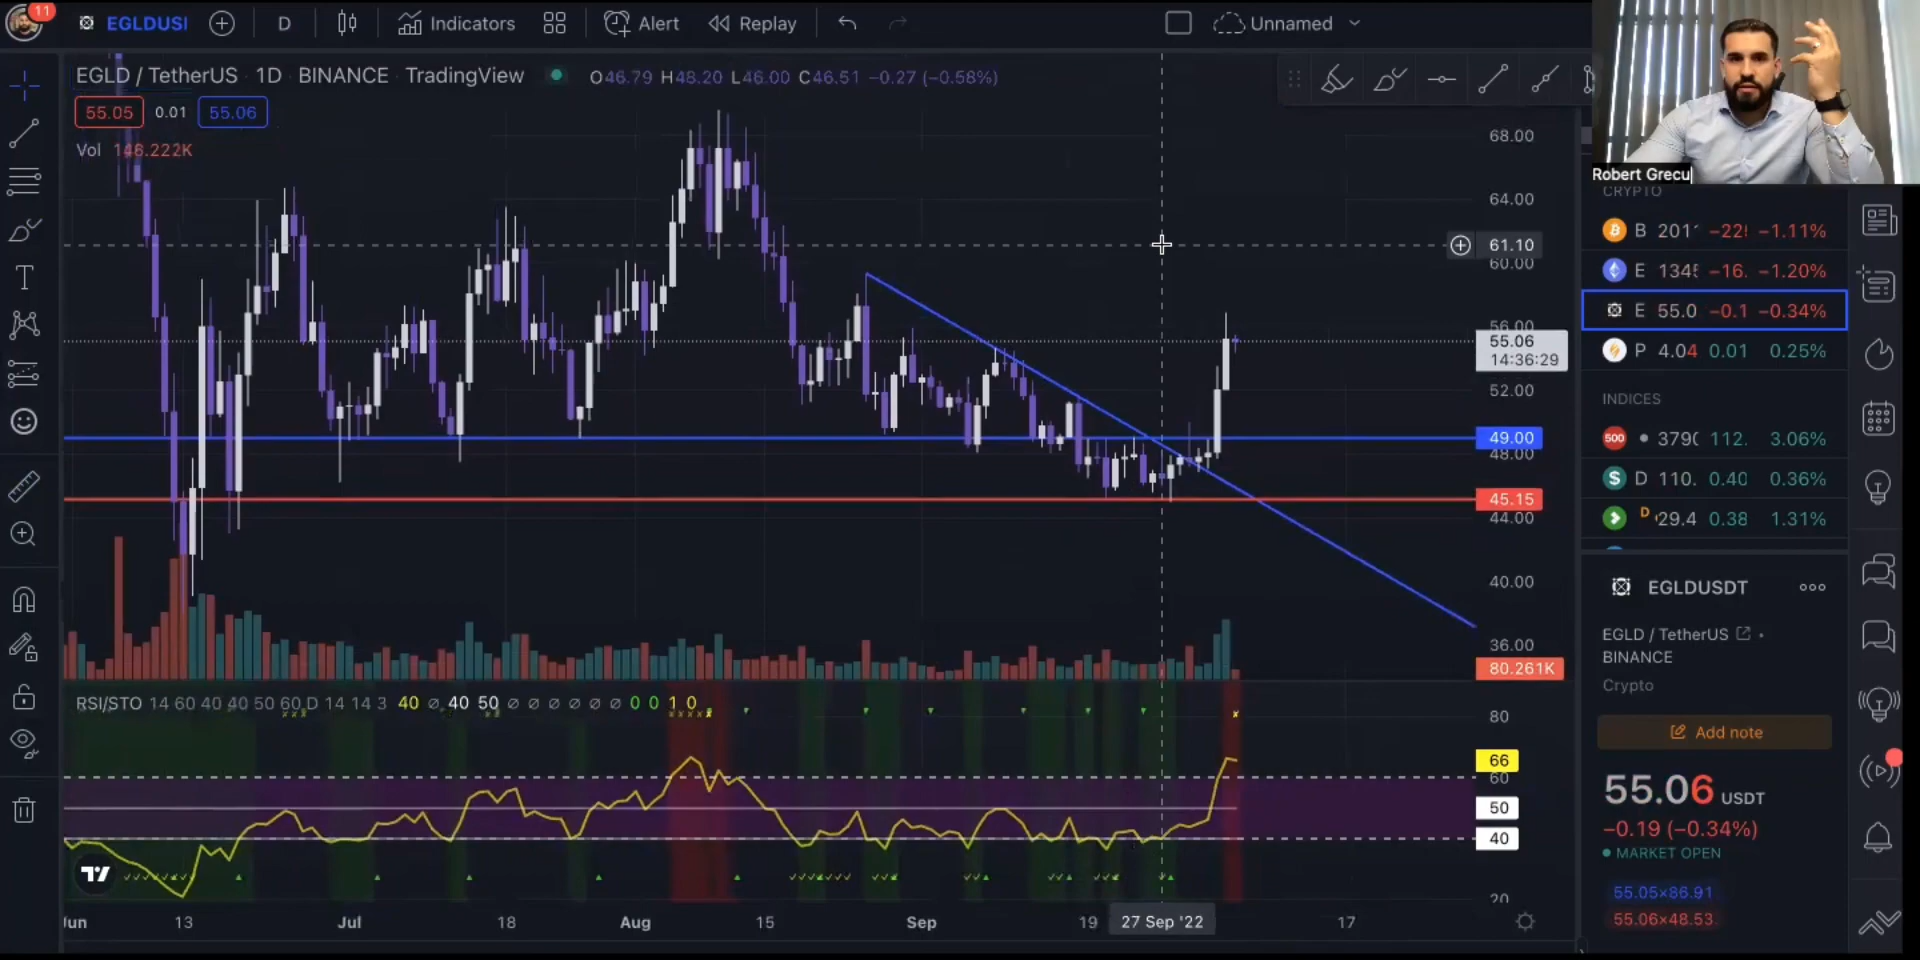 11 EGLDUSI D Indicators Alert Replay Unnamed
EGLD / TetherUS 1D BINANCE TradingView O46.79 H48.20 L46.00 C46.51 −0.27 (−0.58%)
55.05 0.01 55.06
Vol 146.222K
68.00
64.00
61.10
60.00
56.00
55.06
14:36:29
52.00
49.00
48.00
45.15
44.00
40.00
36.00
80.261K
RSI/STO 14 60 40 40 50 60 D 14 14 3 40 ∅ 40 50 ∅ ∅ ∅ ∅ ∅ ∅ 0 0 1 0
80
66
60
50
40
20
Jun 13 Jul 18 Aug 15 Sep 19 27 Sep '22 17
Robert Grecu
CRYPTO
B 201 −22 −1.11%
E 134 −16. −1.20%
E 55.0 −0.1 −0.34%
P 4.04 0.01 0.25%
INDICES
500 379 112. 3.06%
D 110. 0.40 0.36%
D 29.4 0.38 1.31%
EGLDUSDT
EGLD / TetherUS
BINANCE
Crypto
Add note
55.06 USDT
−0.19 (−0.34%)
MARKET OPEN
55.05×86.91
55.06×48.53